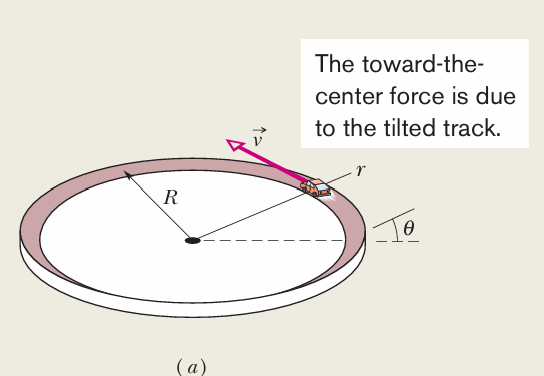 The toward-the-
center force is due
to the tilted track.
v
r
R
θ
(a)